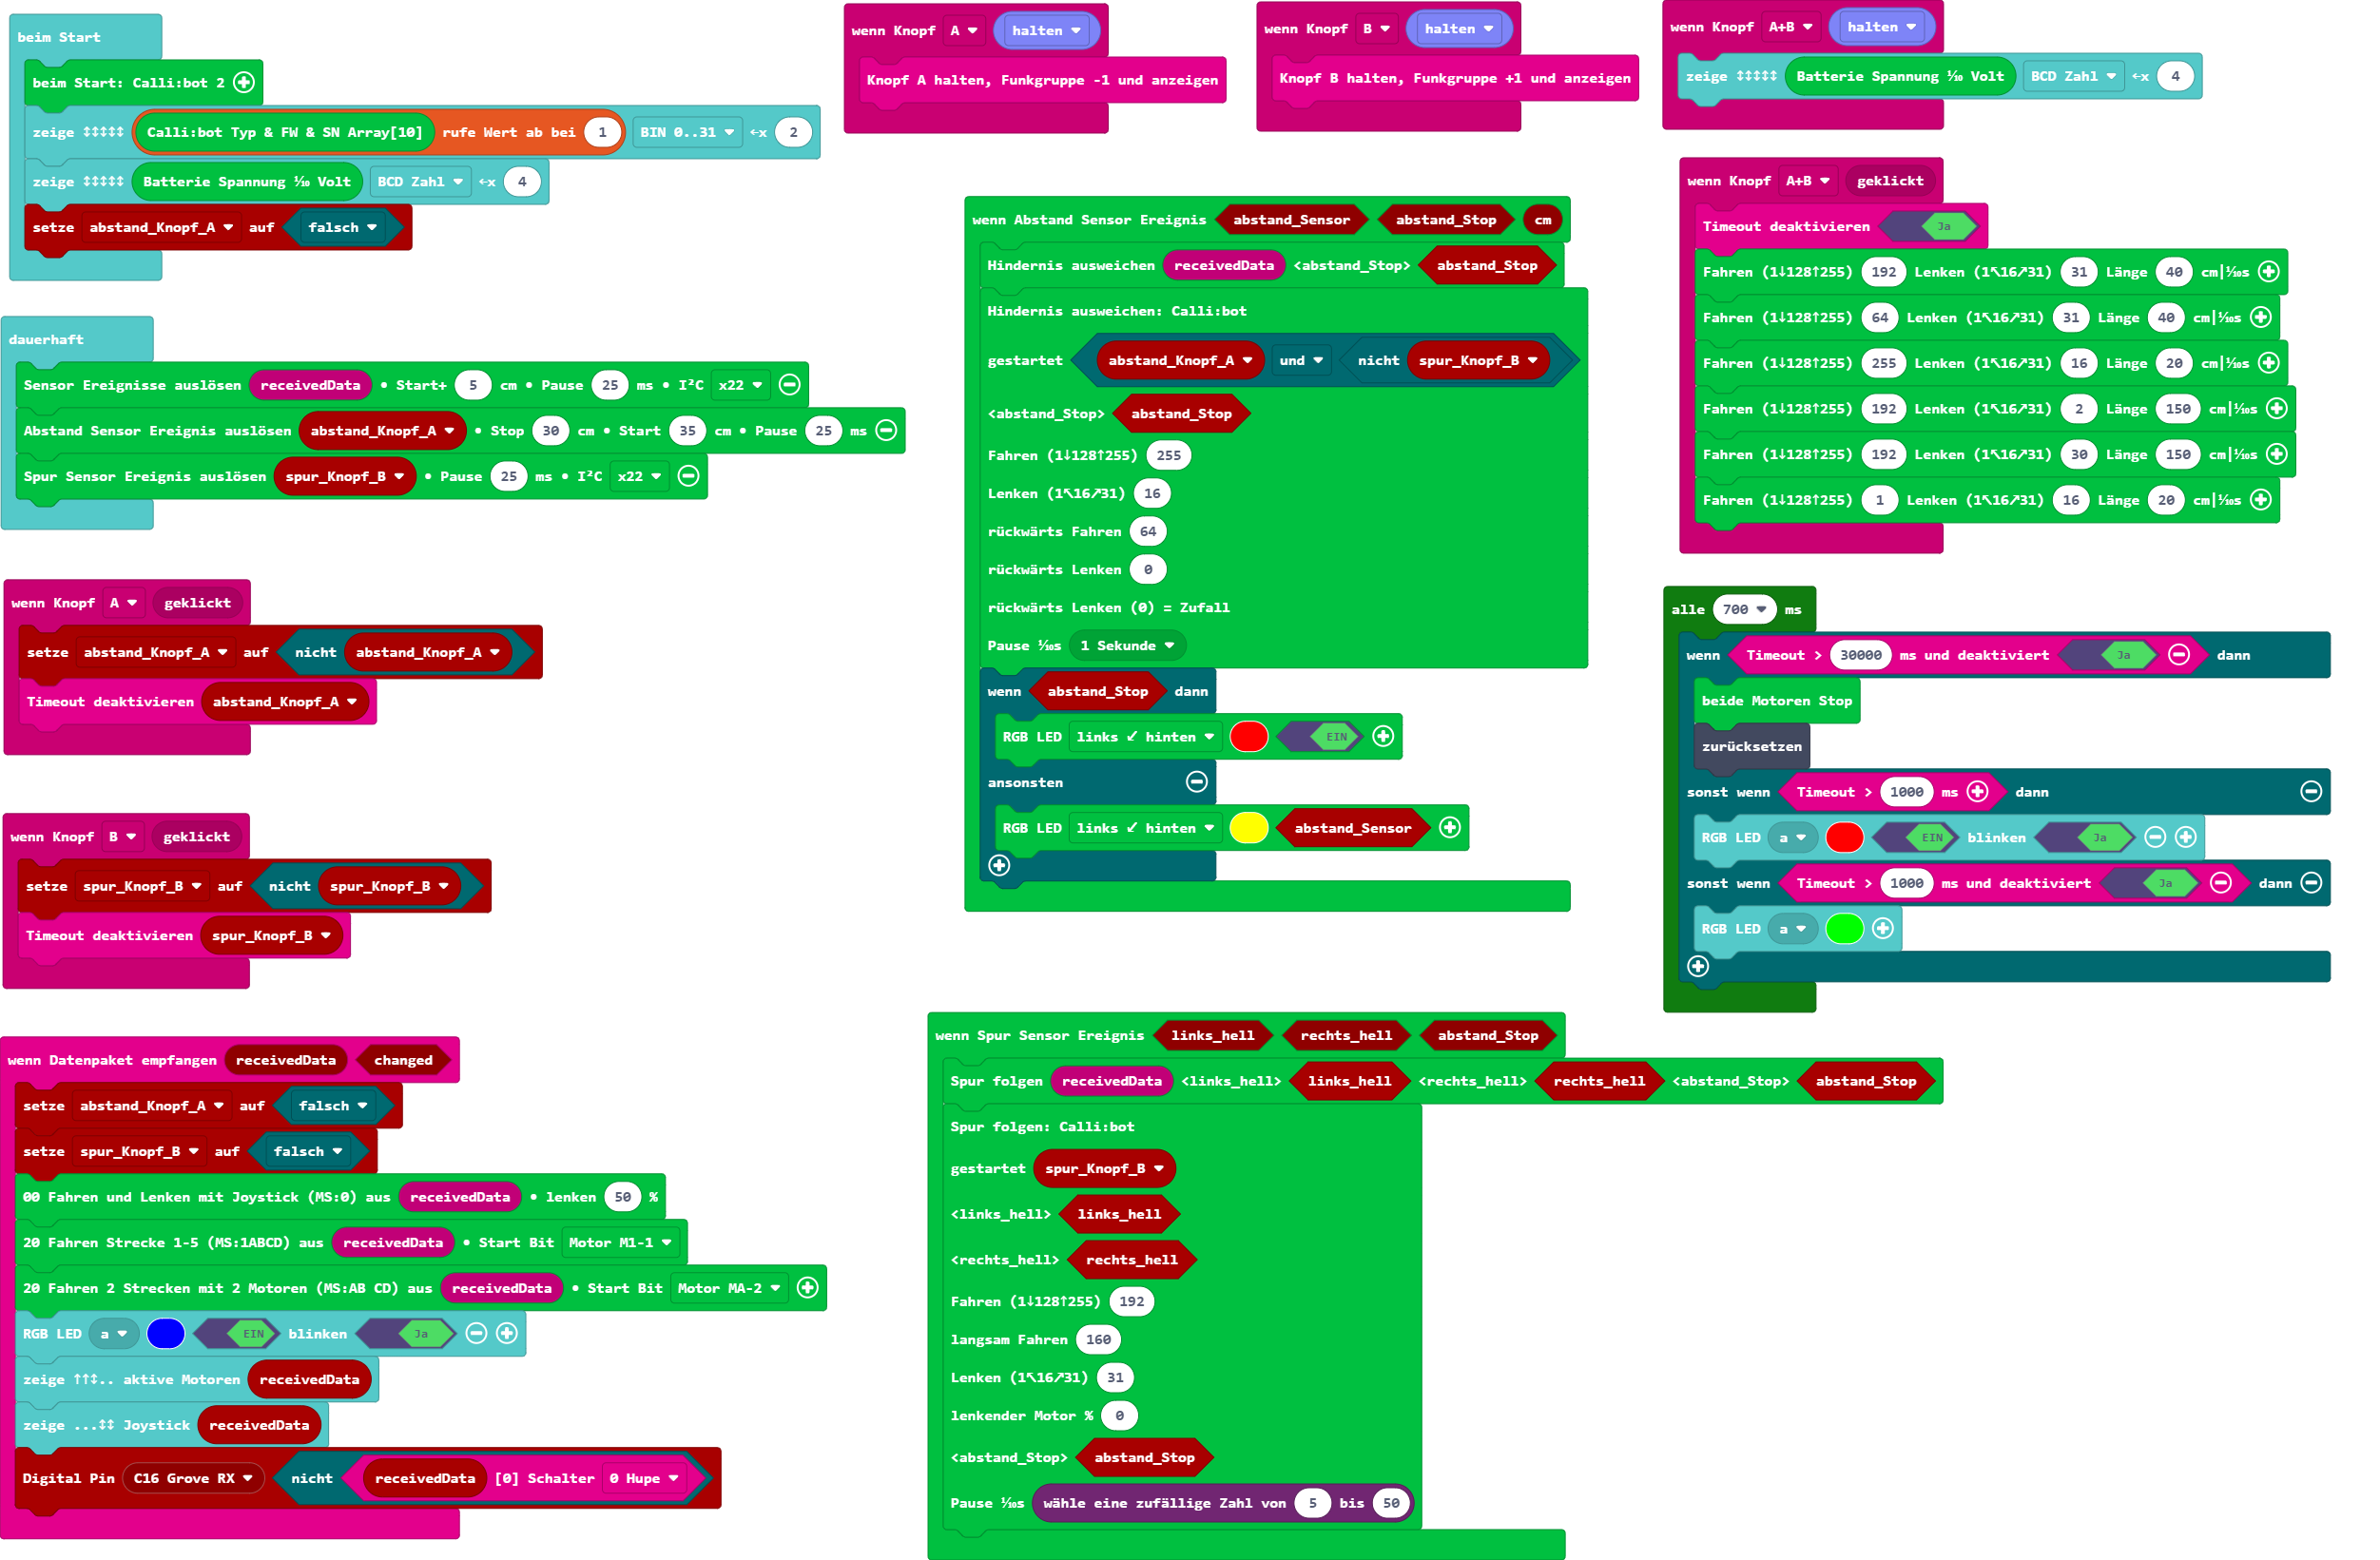 beim Start
beim Start: Calli:bot 2
zeige ↕↕↕↕↕ Calli:bot Typ & FW & SN Array[10] rufe Wert ab bei 1 BIN 0..31 ←x 2
zeige ↕↕↕↕↕ Batterie Spannung ⅒ Volt BCD Zahl ←x 4
setze abstand_Knopf_A auf falsch
dauerhaft
Sensor Ereignisse auslösen receivedData • Start+ 5 cm • Pause 25 ms • I²C x22
Abstand Sensor Ereignis auslösen abstand_Knopf_A • Stop 30 cm • Start 35 cm • Pause 25 ms
Spur Sensor Ereignis auslösen spur_Knopf_B • Pause 25 ms • I²C x22
wenn Knopf A geklickt
setze abstand_Knopf_A auf nicht abstand_Knopf_A
Timeout deaktivieren abstand_Knopf_A
wenn Knopf B geklickt
setze spur_Knopf_B auf nicht spur_Knopf_B
Timeout deaktivieren spur_Knopf_B
wenn Datenpaket empfangen receivedData changed
setze abstand_Knopf_A auf falsch
setze spur_Knopf_B auf falsch
00 Fahren und Lenken mit Joystick (MS:0) aus receivedData • lenken 50 %
20 Fahren Strecke 1-5 (MS:1ABCD) aus receivedData • Start Bit Motor M1-1
20 Fahren 2 Strecken mit 2 Motoren (MS:AB CD) aus receivedData • Start Bit Motor MA-2
RGB LED a EIN blinken Ja
zeige ↑↑↕.. aktive Motoren receivedData
zeige ...↕↕ Joystick receivedData
Digital Pin C16 Grove RX nicht receivedData [0] Schalter 0 Hupe
wenn Knopf A halten
Knopf A halten, Funkgruppe -1 und anzeigen
wenn Knopf B halten
Knopf B halten, Funkgruppe +1 und anzeigen
wenn Knopf A+B halten
zeige ↕↕↕↕↕ Batterie Spannung ⅒ Volt BCD Zahl ←x 4
wenn Abstand Sensor Ereignis abstand_Sensor abstand_Stop cm
Hindernis ausweichen receivedData <abstand_Stop> abstand_Stop
Hindernis ausweichen: Calli:bot
gestartet abstand_Knopf_A und nicht spur_Knopf_B
<abstand_Stop> abstand_Stop
Fahren (1↓128↑255) 255
Lenken (1↖16↗31) 16
rückwärts Fahren 64
rückwärts Lenken 0
rückwärts Lenken (0) = Zufall
Pause ⅒s 1 Sekunde
wenn abstand_Stop dann
RGB LED links ↙ hinten EIN
ansonsten
RGB LED links ↙ hinten abstand_Sensor
wenn Spur Sensor Ereignis links_hell rechts_hell abstand_Stop
Spur folgen receivedData <links_hell> links_hell <rechts_hell> rechts_hell <abstand_Stop> abstand_Stop
Spur folgen: Calli:bot
gestartet spur_Knopf_B
<links_hell> links_hell
<rechts_hell> rechts_hell
Fahren (1↓128↑255) 192
langsam Fahren 160
Lenken (1↖16↗31) 31
lenkender Motor % 0
<abstand_Stop> abstand_Stop
Pause ⅒s wähle eine zufällige Zahl von 5 bis 50
wenn Knopf A+B geklickt
Timeout deaktivieren Ja
Fahren (1↓128↑255) 192 Lenken (1↖16↗31) 31 Länge 40 cm|⅒s
Fahren (1↓128↑255) 64 Lenken (1↖16↗31) 31 Länge 40 cm|⅒s
Fahren (1↓128↑255) 255 Lenken (1↖16↗31) 16 Länge 20 cm|⅒s
Fahren (1↓128↑255) 192 Lenken (1↖16↗31) 2 Länge 150 cm|⅒s
Fahren (1↓128↑255) 192 Lenken (1↖16↗31) 30 Länge 150 cm|⅒s
Fahren (1↓128↑255) 1 Lenken (1↖16↗31) 16 Länge 20 cm|⅒s
alle 700 ms
wenn Timeout > 30000 ms und deaktiviert Ja dann
beide Motoren Stop
zurücksetzen
sonst wenn Timeout > 1000 ms dann
RGB LED a EIN blinken Ja
sonst wenn Timeout > 1000 ms und deaktiviert Ja dann
RGB LED a